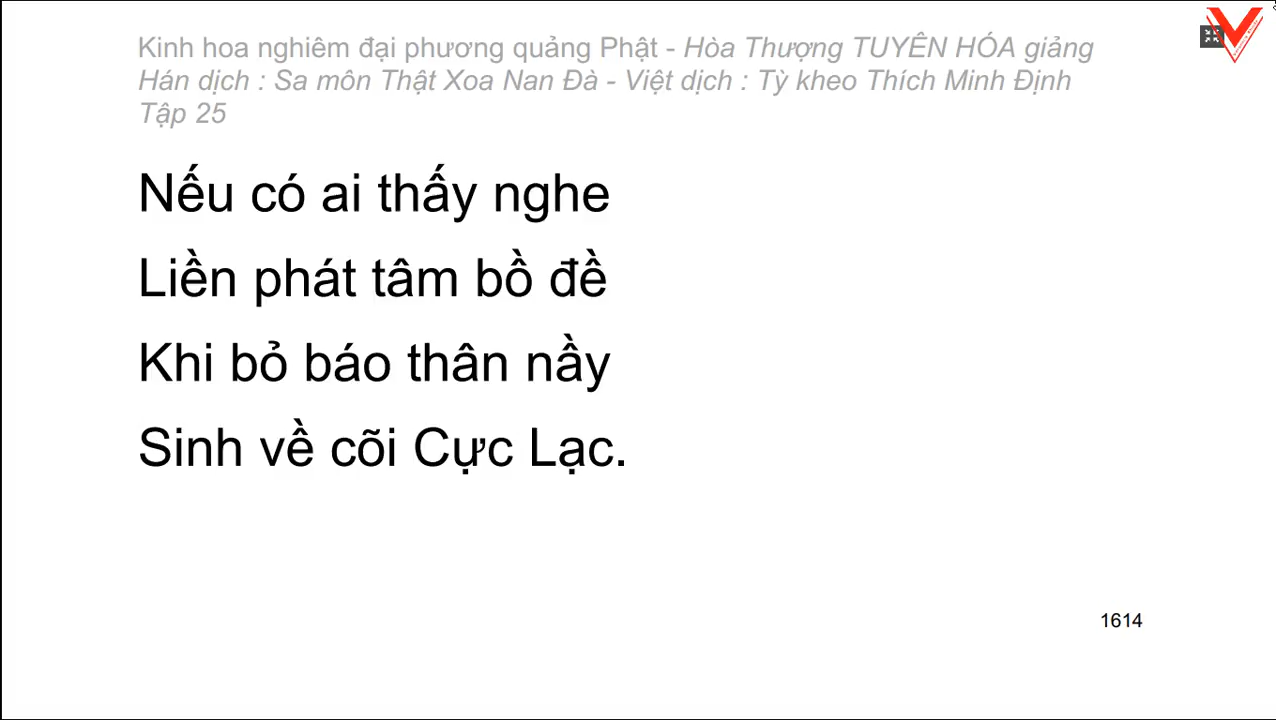 Kinh hoa nghiêm đại phương quảng Phật - Hòa Thượng TUYÊN HÓA giảng
Hán dịch : Sa môn Thật Xoa Nan Đà - Việt dịch : Tỳ kheo Thích Minh Định
Tập 25
Nếu có ai thấy nghe
Liền phát tâm bồ đề
Khi bỏ báo thân nầy
Sinh về cõi Cực Lạc.
1614